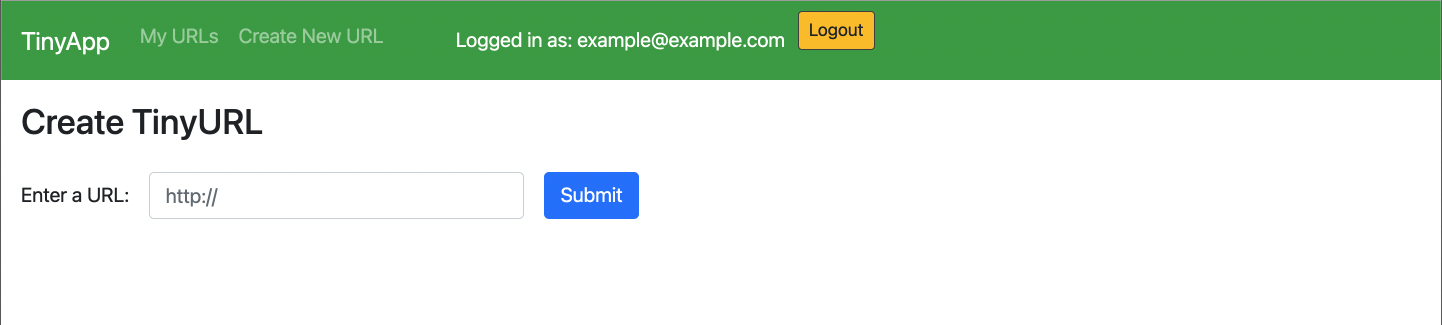 TinyApp My URLs Create New URL Logged in as: example@example.com Logout
Create TinyURL
Enter a URL: http:// Submit